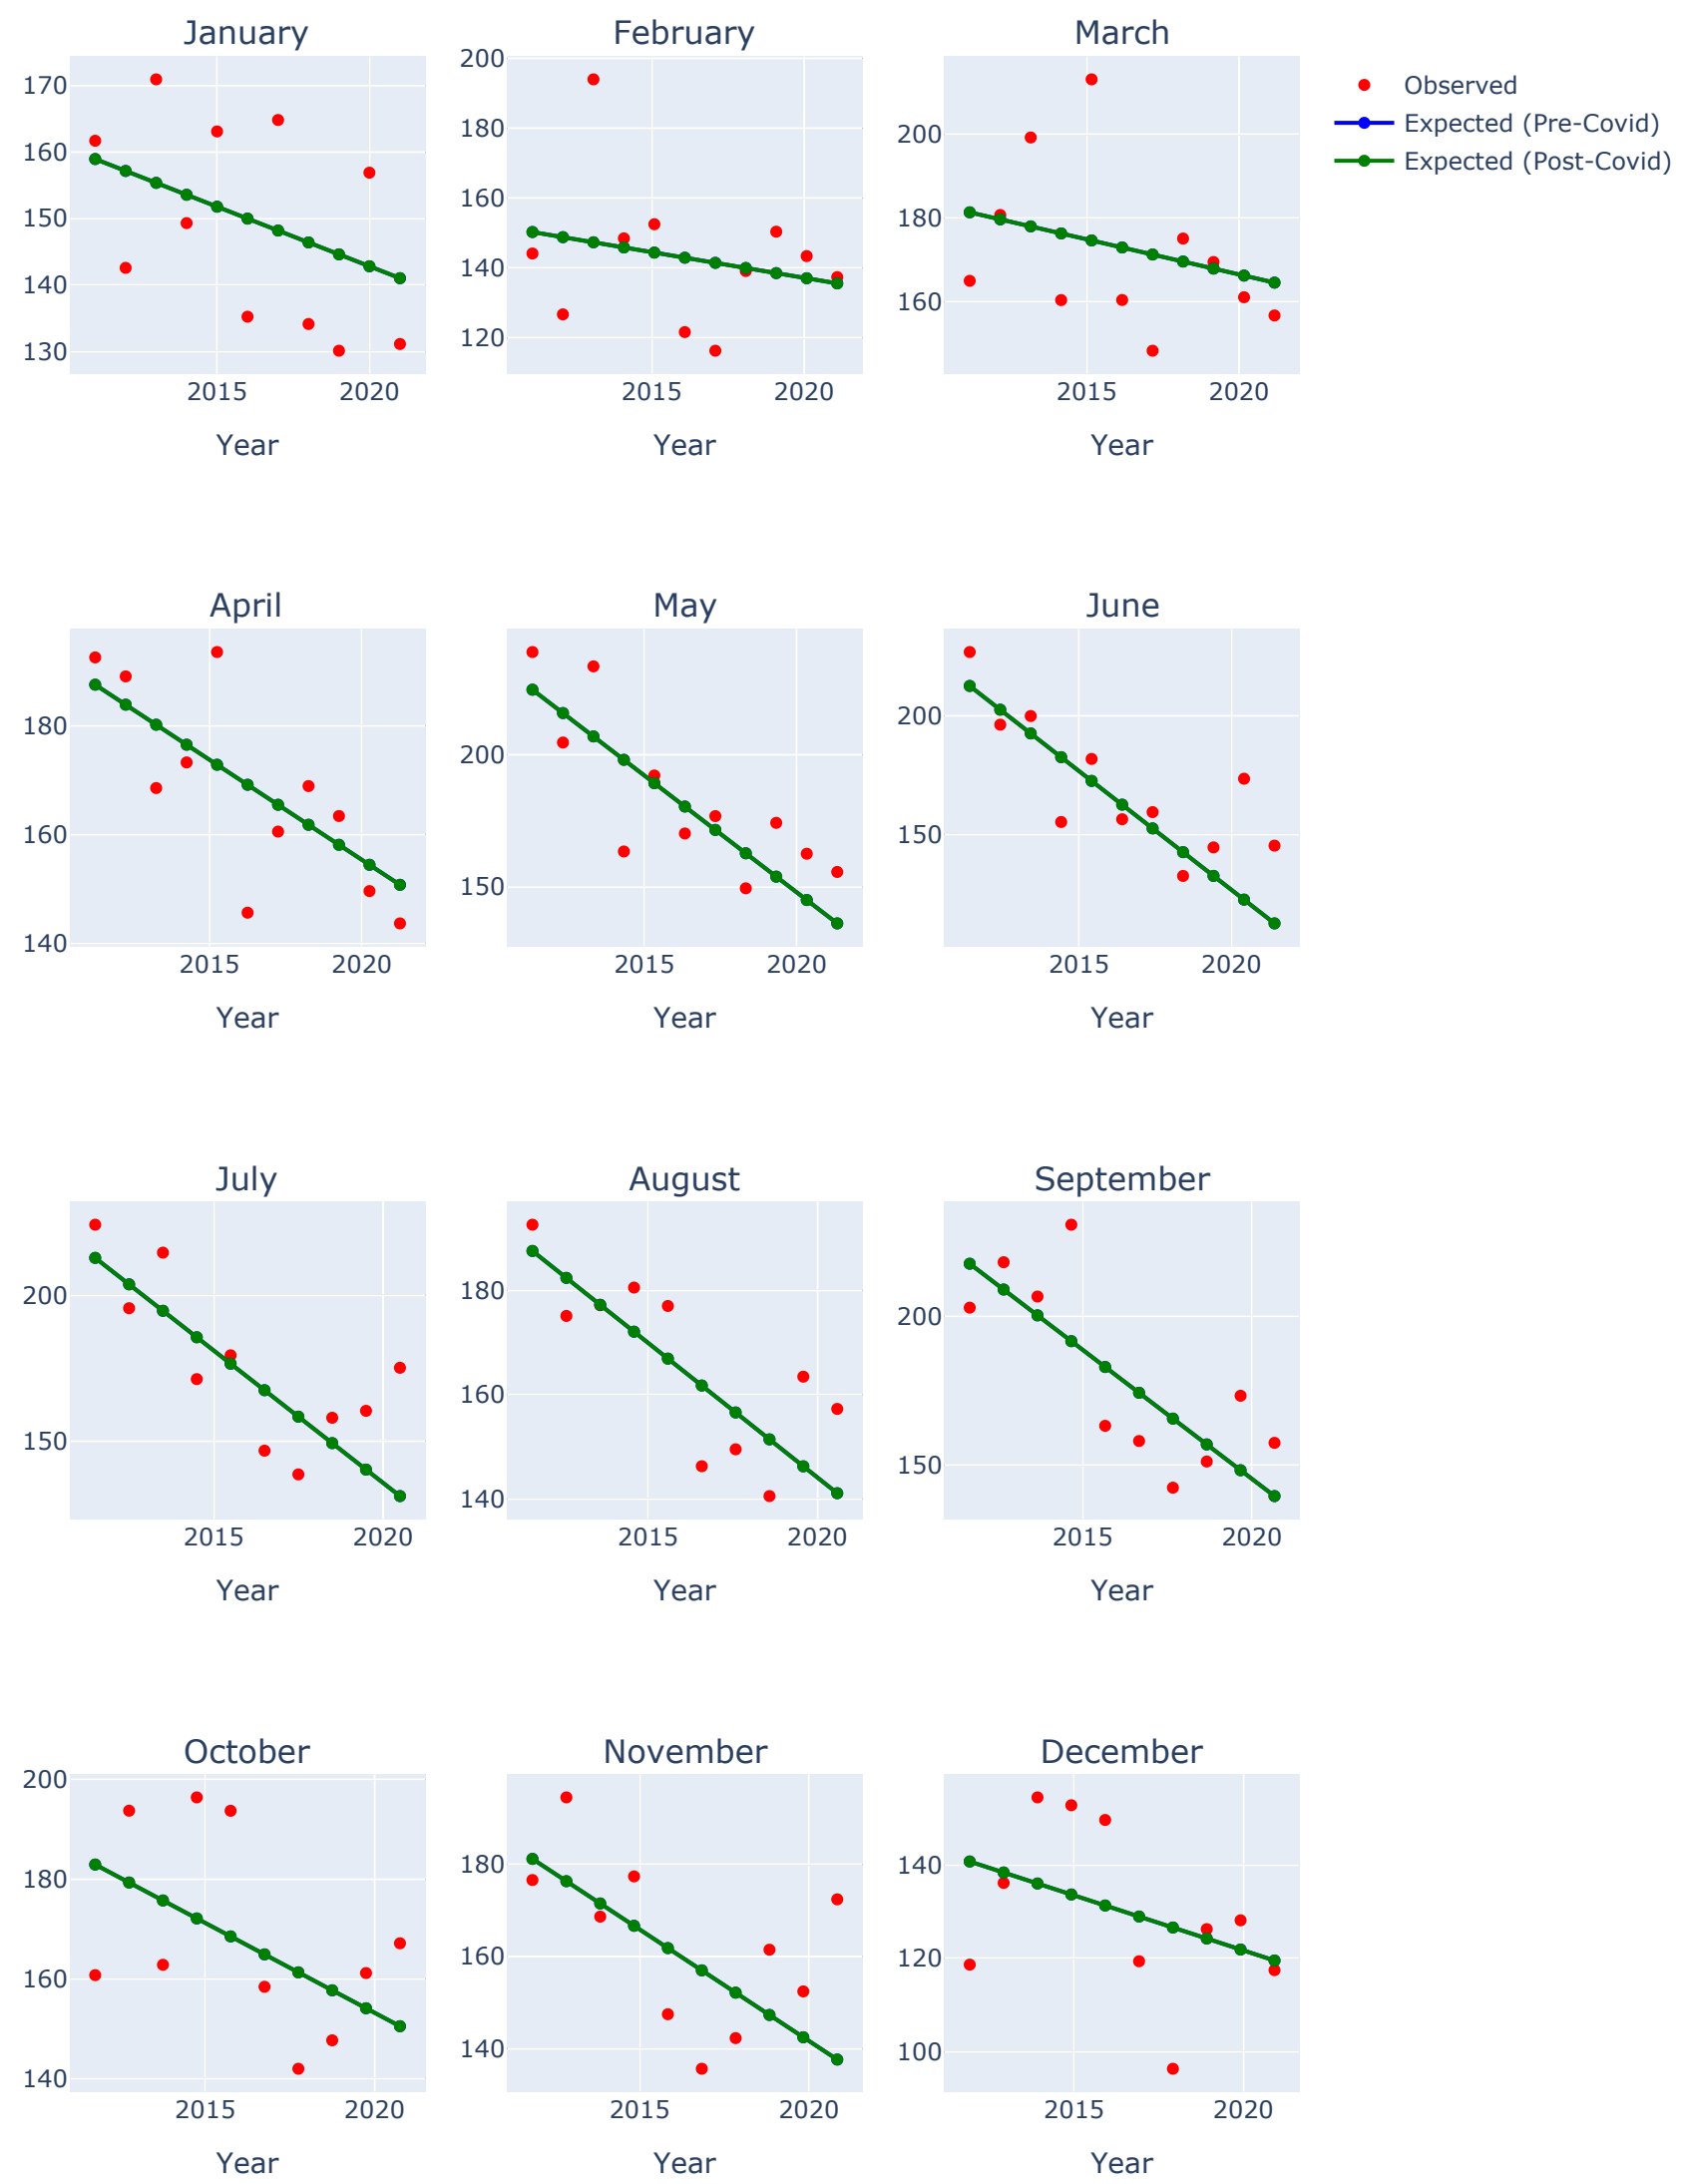 January
February
March
170
160
150
140
130
2015
2020
Year
200
180
160
140
120
2015
2020
Year
200
180
160
2015
2020
Year
Observed
Expected (Pre-Covid)
Expected (Post-Covid)
April
May
June
180
160
140
2015
2020
Year
200
150
2015
2020
Year
200
150
2015
2020
Year
July
August
September
200
150
2015
2020
Year
180
160
140
2015
2020
Year
200
150
2015
2020
Year
October
November
December
200
180
160
140
2015
2020
Year
180
160
140
2015
2020
Year
140
120
100
2015
2020
Year